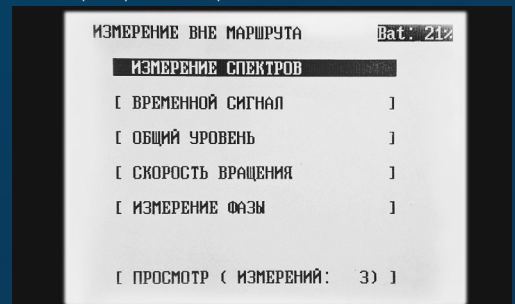 ИЗМЕРЕНИЕ ВНЕ МАРШРУТА Bat: 21%
ИЗМЕРЕНИЕ СПЕКТРОВ
[ ВРЕМЕННОЙ СИГНАЛ ]
[ ОБЩИЙ УРОВЕНЬ ]
[ СКОРОСТЬ ВРАЩЕНИЯ ]
[ ИЗМЕРЕНИЕ ФАЗЫ ]
[ ПРОСМОТР ( ИЗМЕРЕНИЙ: 3) ]